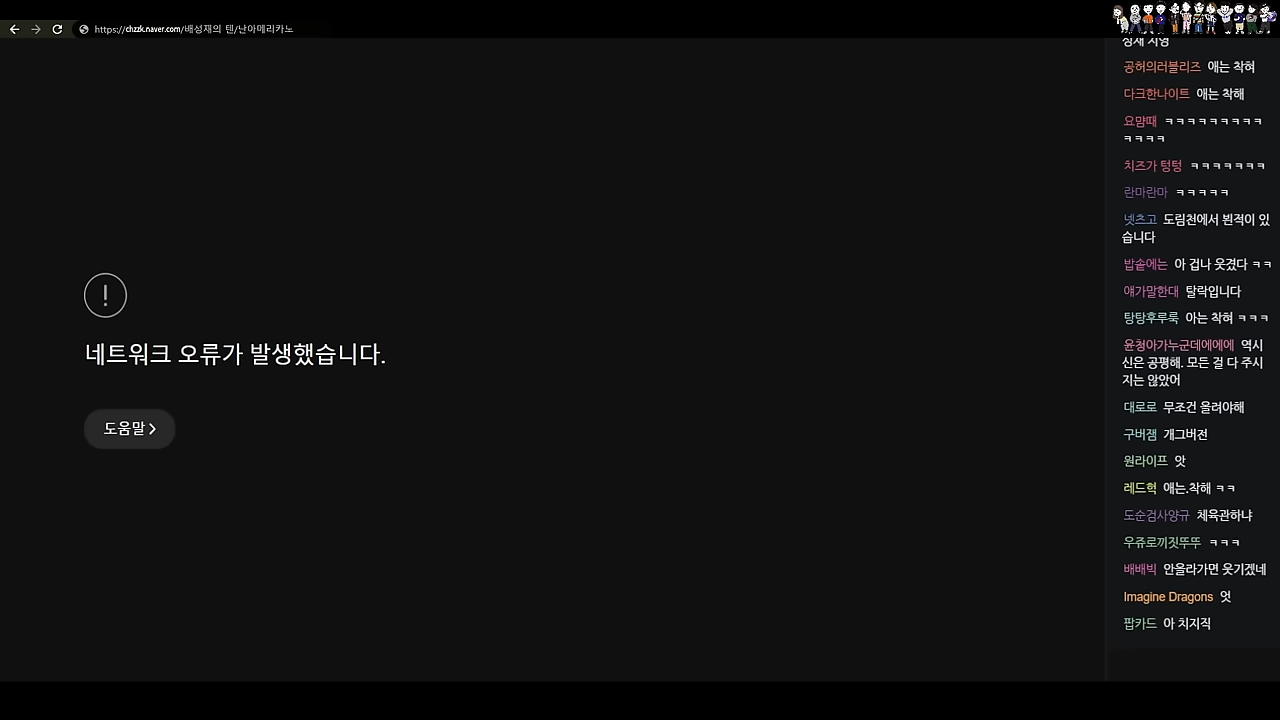 https://chzzk.naver.com/배성재의 텐/난아메리카노
성재 지영
공허의러블리즈 애는 착혀
다크한나이트 애는 착해
요먐때 ㅋㅋㅋㅋㅋㅋㅋㅋㅋ
ㅋㅋㅋㅋ
치즈가 텅텅 ㅋㅋㅋㅋㅋㅋㅋ
란마란마 ㅋㅋㅋㅋㅋ
넷츠고 도림천에서 뵌적이 있
습니다
밥솥에는 아 겁나 웃겼다 ㅋㅋ
얘가말한대 탈락입니다
탕탕후루룩 아는 착혀 ㅋㅋㅋ
윤청아가누군데에에에 역시
신은 공평해. 모든 걸 다 주시
지는 않았어
대로로 무조건 올려야해
구버잼 개그버전
원라이프 앗
레드혁 애는.착해 ㅋㅋ
도순검사양규 체육관하냐
우쥬로끼짓뚜뚜 ㅋㅋㅋ
배배빅 안올라가면 웃기겠네
Imagine Dragons 엇
팝카드 아 치지직
네트워크 오류가 발생했습니다.
도움말